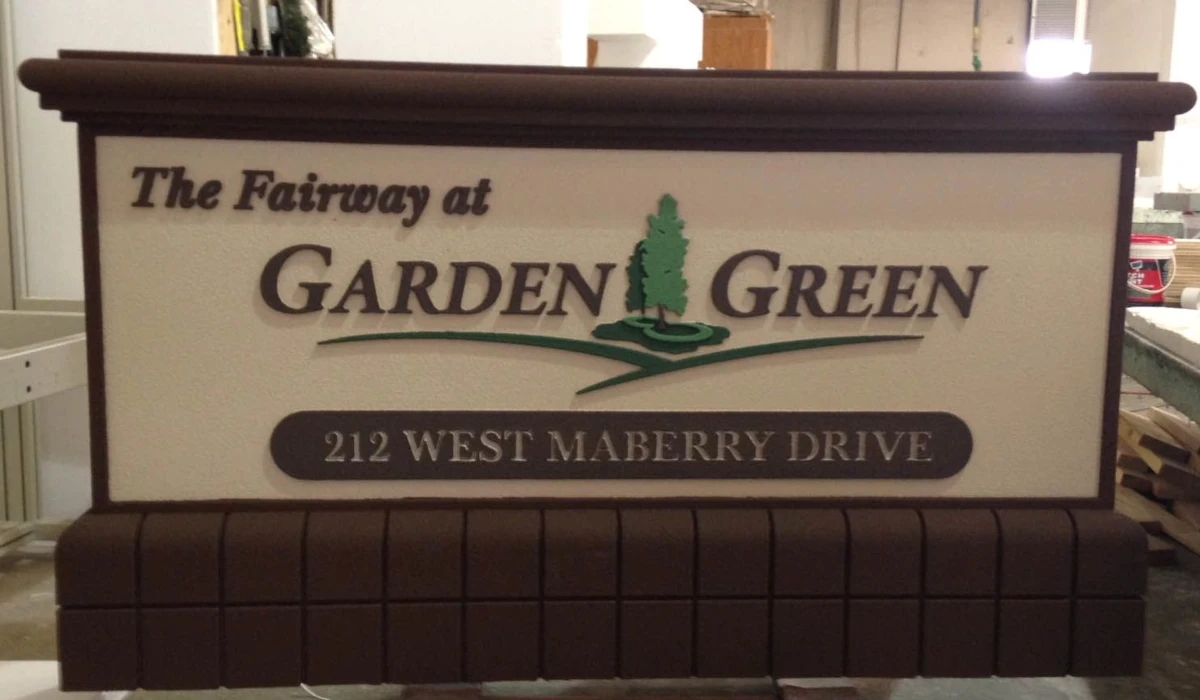 The Fairway at
GARDEN GREEN
212 WEST MABERRY DRIVE